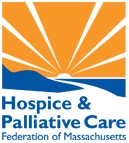 Hospice &
Palliative Care
Federation of Massachusetts